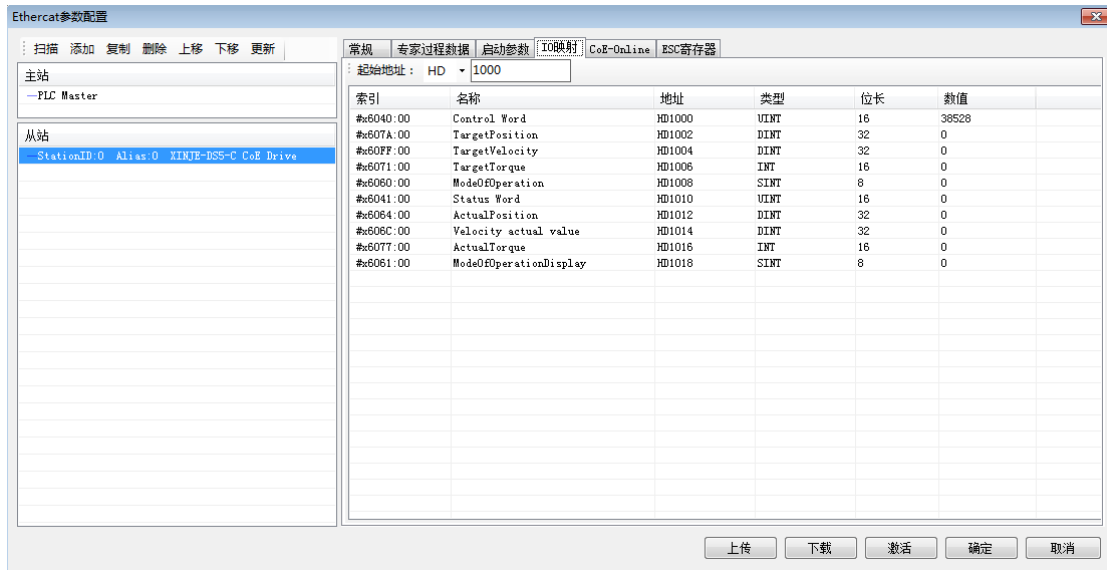 Ethercat参数配置
扫描 添加 复制 删除 上移 下移 更新
主站
PLC Master
从站
StationID:0 Alias:0 XINJE-DS5-C CoE Drive
常规 专家过程数据 启动参数 IO映射 CoE-Online ESC寄存器
起始地址： HD 1000
索引 名称 地址 类型 位长 数值
#x6040:00 Control Word HD1000 UINT 16 38528
#x607A:00 TargetPosition HD1002 DINT 32 0
#x60FF:00 TargetVelocity HD1004 DINT 32 0
#x6071:00 TargetTorque HD1006 INT 16 0
#x6060:00 ModeOfOperation HD1008 SINT 8 0
#x6041:00 Status Word HD1010 UINT 16 0
#x6064:00 ActualPosition HD1012 DINT 32 0
#x606C:00 Velocity actual value HD1014 DINT 32 0
#x6077:00 ActualTorque HD1016 INT 16 0
#x6061:00 ModeOfOperationDisplay HD1018 SINT 8 0
上传 下载 激活 确定 取消